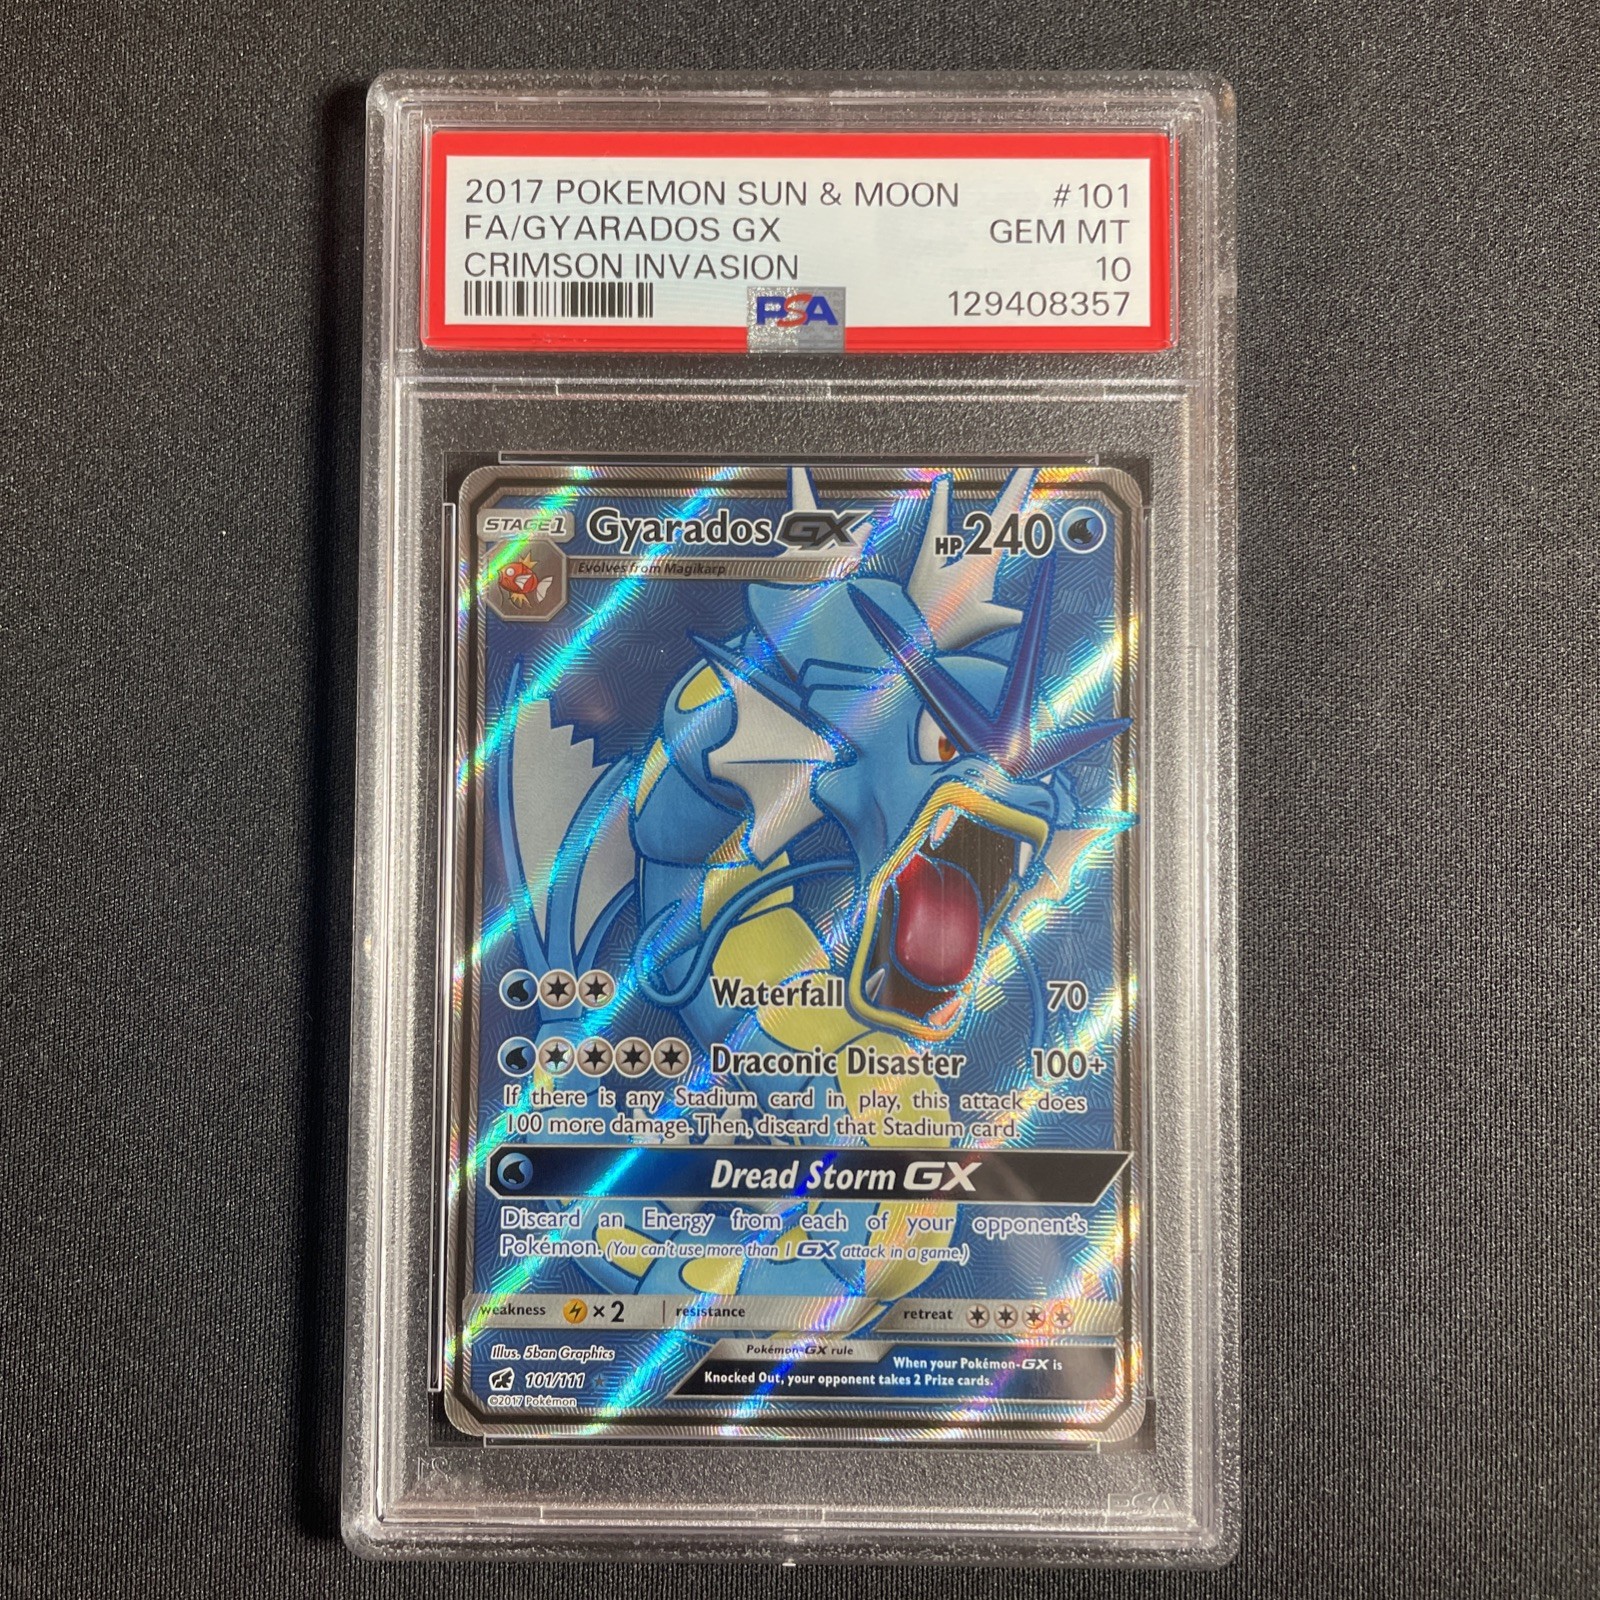 2017 POKEMON SUN & MOON #101
FA/GYARADOS GX GEM MT
CRIMSON INVASION 10
PSA 129408357
STAGE1 Gyarados GX HP 240
Evolves from Magikarp
Waterfall 70
Draconic Disaster 100+
If there is any Stadium card in play, this attack does
100 more damage. Then, discard that Stadium card.
Dread Storm GX
Discard an Energy from each of your opponent's
Pokémon. (You can't use more than 1 GX attack in a game.)
weakness ×2 resistance retreat
Illus. 5ban Graphics
101/111
©2017 Pokémon
Pokémon-GX rule
When your Pokémon-GX is
Knocked Out, your opponent takes 2 Prize cards.
PSA